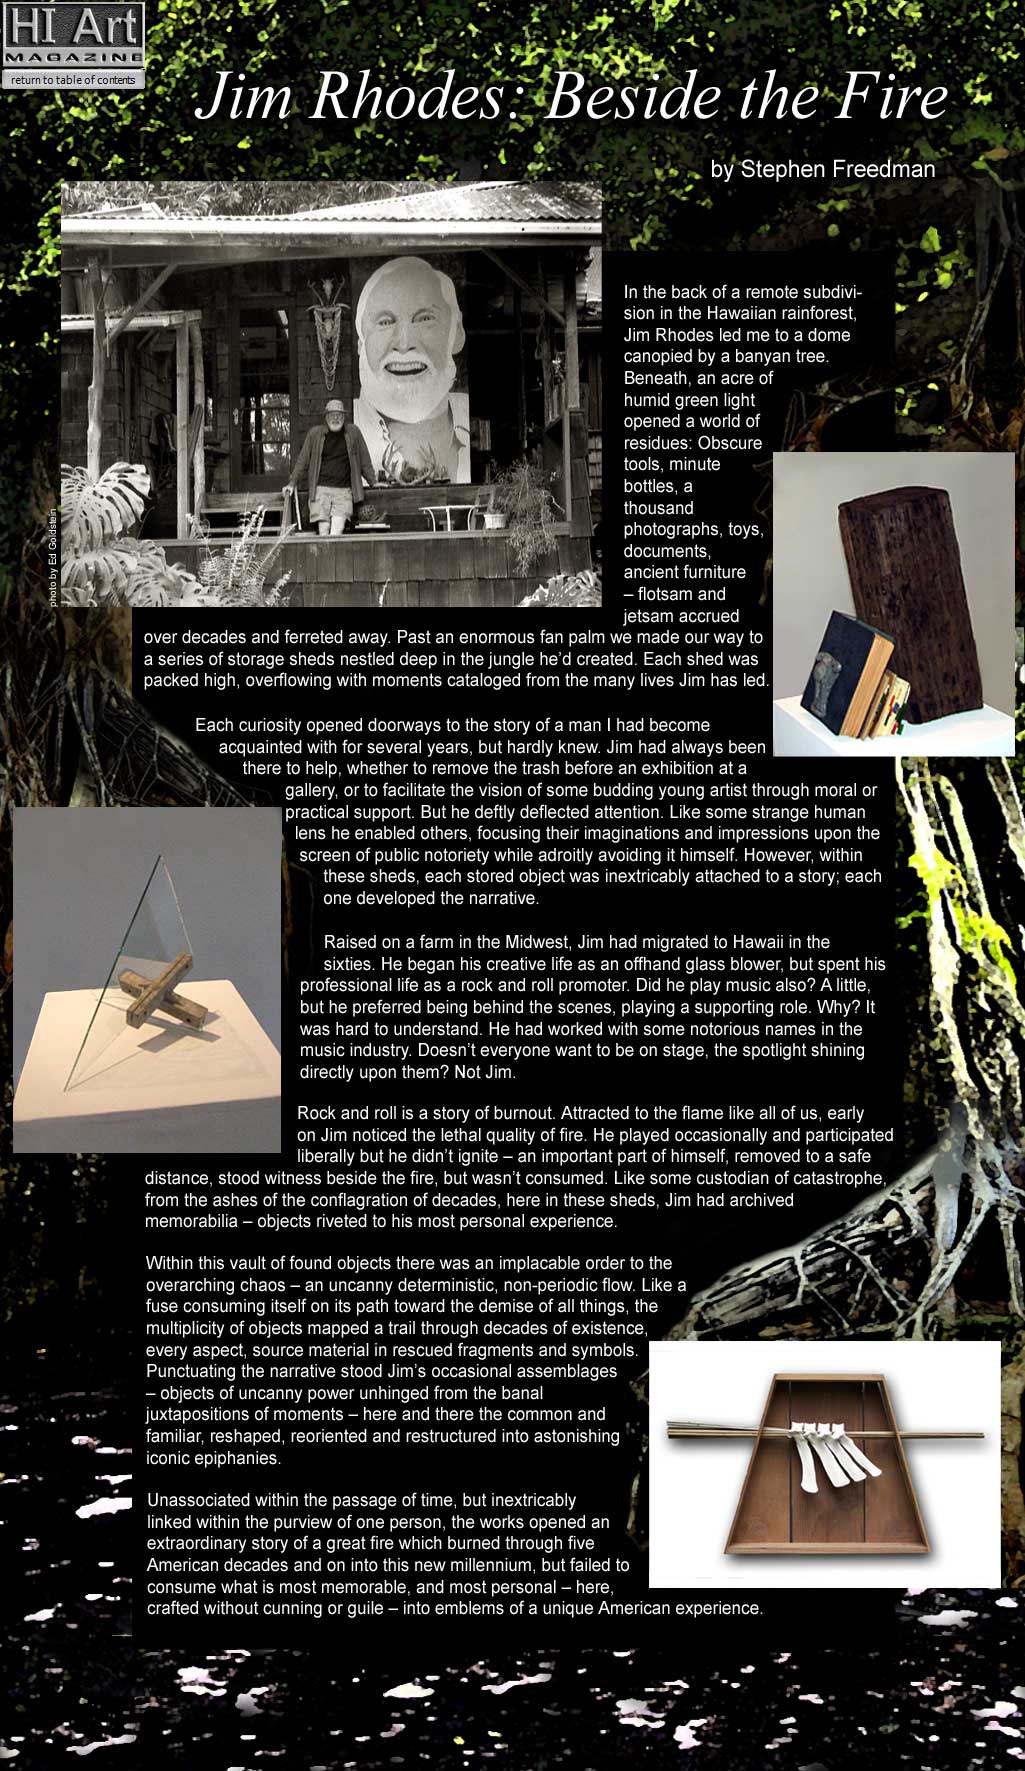 HI Art
MAGAZINE
return to table of contents
Jim Rhodes: Beside the Fire
by Stephen Freedman
photo by Ed Goldstein
In the back of a remote subdivi-
sion in the Hawaiian rainforest,
Jim Rhodes led me to a dome
canopied by a banyan tree.
Beneath, an acre of
humid green light
opened a world of
residues: Obscure
tools, minute
bottles, a
thousand
photographs, toys,
documents,
ancient furniture
– flotsam and
jetsam accrued
over decades and ferreted away. Past an enormous fan palm we made our way to
a series of storage sheds nestled deep in the jungle he’d created. Each shed was
packed high, overflowing with moments cataloged from the many lives Jim has led.
Each curiosity opened doorways to the story of a man I had become
acquainted with for several years, but hardly knew. Jim had always been
there to help, whether to remove the trash before an exhibition at a
gallery, or to facilitate the vision of some budding young artist through moral or
practical support. But he deftly deflected attention. Like some strange human
lens he enabled others, focusing their imaginations and impressions upon the
screen of public notoriety while adroitly avoiding it himself. However, within
these sheds, each stored object was inextricably attached to a story; each
one developed the narrative.
Raised on a farm in the Midwest, Jim had migrated to Hawaii in the
sixties. He began his creative life as an offhand glass blower, but spent his
professional life as a rock and roll promoter. Did he play music also? A little,
but he preferred being behind the scenes, playing a supporting role. Why? It
was hard to understand. He had worked with some notorious names in the
music industry. Doesn’t everyone want to be on stage, the spotlight shining
directly upon them? Not Jim.
Rock and roll is a story of burnout. Attracted to the flame like all of us, early
on Jim noticed the lethal quality of fire. He played occasionally and participated
liberally but he didn’t ignite – an important part of himself, removed to a safe
distance, stood witness beside the fire, but wasn’t consumed. Like some custodian of catastrophe,
from the ashes of the conflagration of decades, here in these sheds, Jim had archived
memorabilia – objects riveted to his most personal experience.
Within this vault of found objects there was an implacable order to the
overarching chaos – an uncanny deterministic, non-periodic flow. Like a
fuse consuming itself on its path toward the demise of all things, the
multiplicity of objects mapped a trail through decades of existence,
every aspect, source material in rescued fragments and symbols.
Punctuating the narrative stood Jim’s occasional assemblages
– objects of uncanny power unhinged from the banal
juxtapositions of moments – here and there the common and
familiar, reshaped, reoriented and restructured into astonishing
iconic epiphanies.
Unassociated within the passage of time, but inextricably
linked within the purview of one person, the works opened an
extraordinary story of a great fire which burned through five
American decades and on into this new millennium, but failed to
consume what is most memorable, and most personal – here,
crafted without cunning or guile – into emblems of a unique American experience.